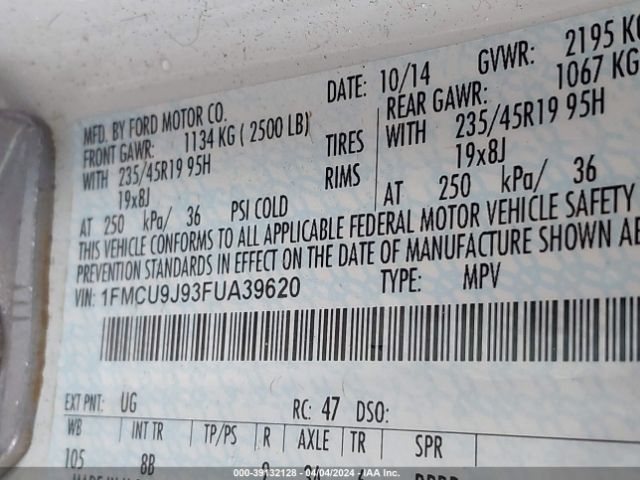 DATE: 10/14 GVWR: 2195 KG
MFD. BY FORD MOTOR CO.
FRONT GAWR: 1134 KG ( 2500 LB) REAR GAWR: 1067 KG
WITH 235/45R19 95H TIRES WITH 235/45R19 95H
19x8J RIMS 19x8J
AT 250 kPa/ 36 PSI COLD AT 250 kPa/ 36
THIS VEHICLE CONFORMS TO ALL APPLICABLE FEDERAL MOTOR VEHICLE SAFETY
PREVENTION STANDARDS IN EFFECT ON THE DATE OF MANUFACTURE SHOWN AB
VIN: 1FMCU9J93FUA39620 TYPE: MPV
EXT PNT: UG RC: 47 DSO:
WB INT TR TP/PS R AXLE TR SPR
105 8B
000-39132128 - 04/04/2024 - IAA Inc.